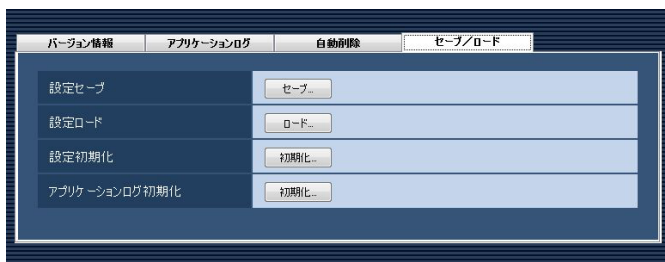 バージョン情報 アプリケーションログ 自動削除 セーブ/ロード
設定セーブ セーブ...
設定ロード ロード...
設定初期化 初期化...
アプリケーションログ初期化 初期化...